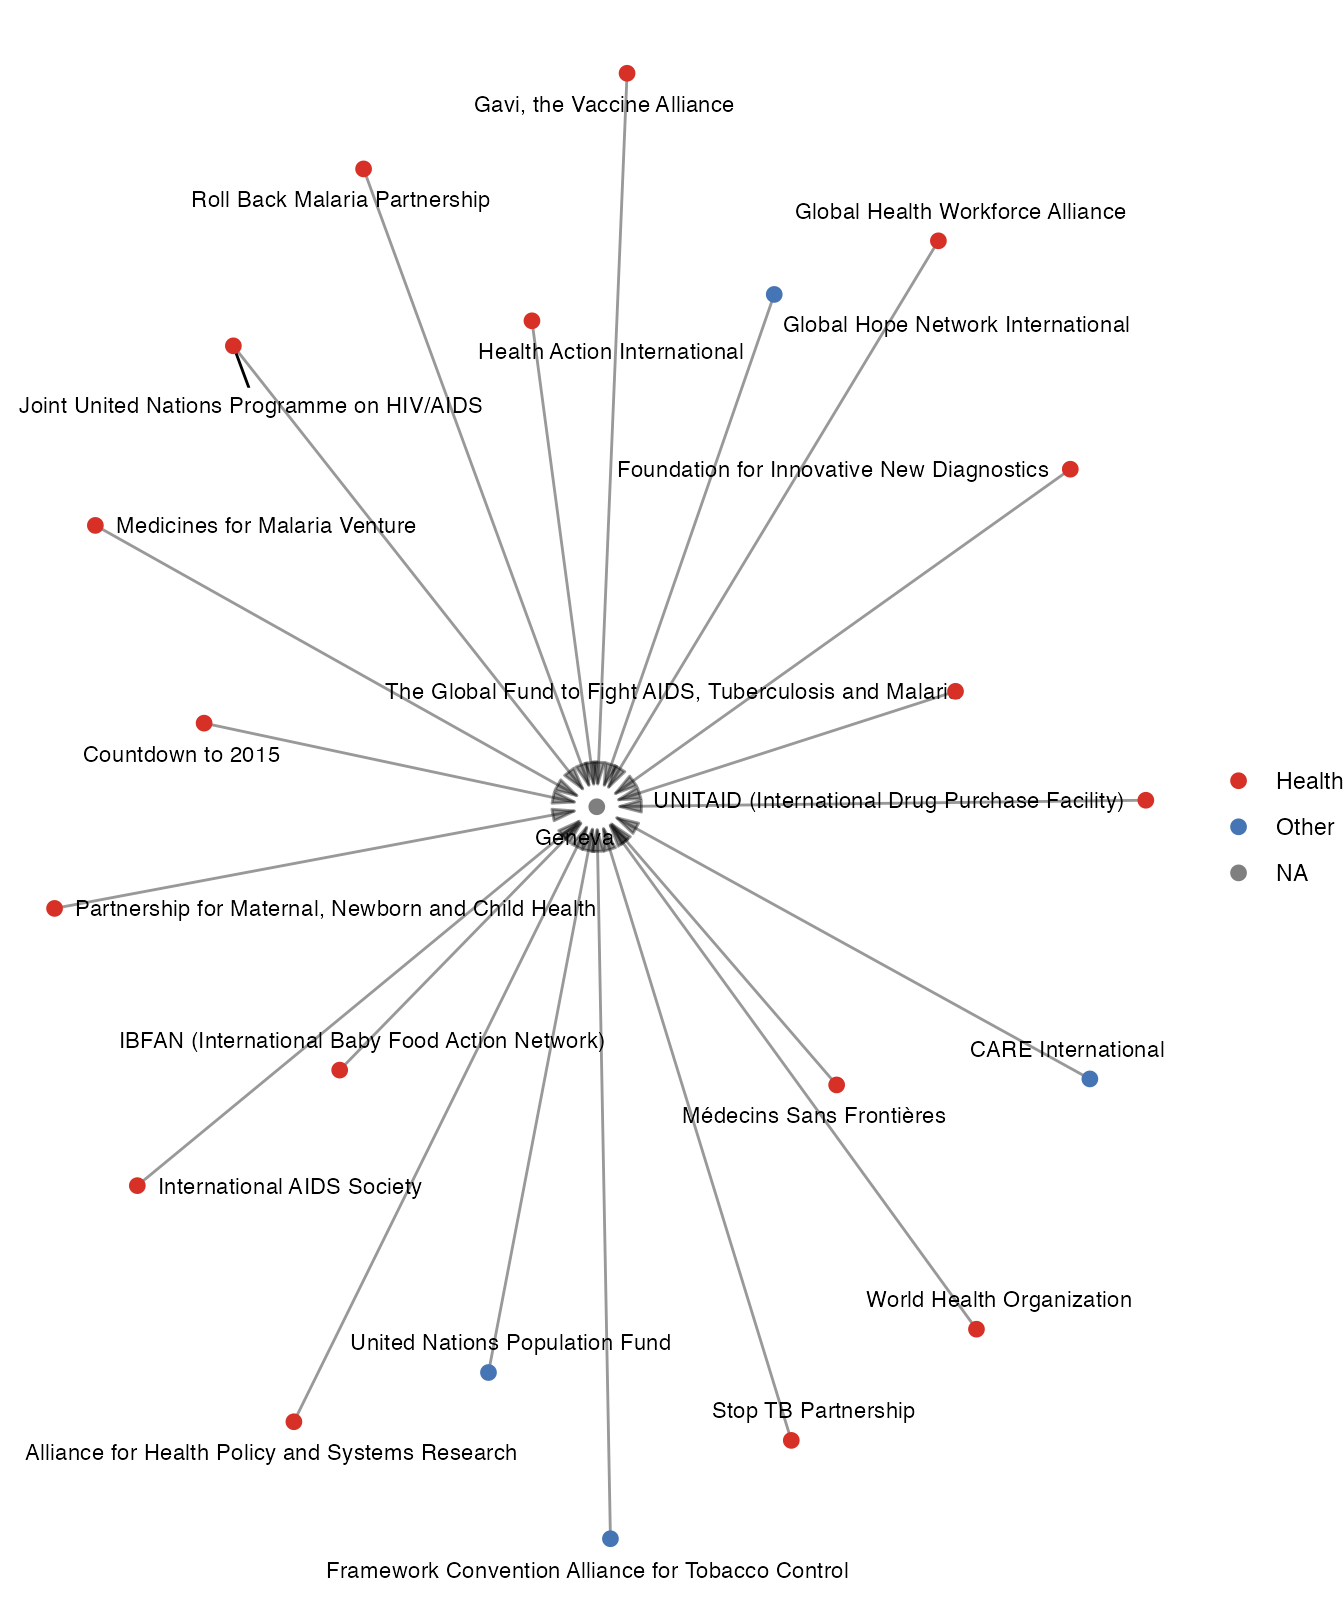 Gavi, the Vaccine Alliance
Roll Back Malaria Partnership
Global Health Workforce Alliance
Global Hope Network International
Health Action International
Joint United Nations Programme on HIV/AIDS
Foundation for Innovative New Diagnostics
Medicines for Malaria Venture
The Global Fund to Fight AIDS, Tuberculosis and Malari
Countdown to 2015
Health
UNITAID (International Drug Purchase Facility)
Other
Geneva
NA
Partnership for Maternal, Newborn and Child Health
IBFAN (International Baby Food Action Network)
CARE International
Médecins Sans Frontières
International AIDS Society
World Health Organization
United Nations Population Fund
Stop TB Partnership
Alliance for Health Policy and Systems Research
Framework Convention Alliance for Tobacco Control